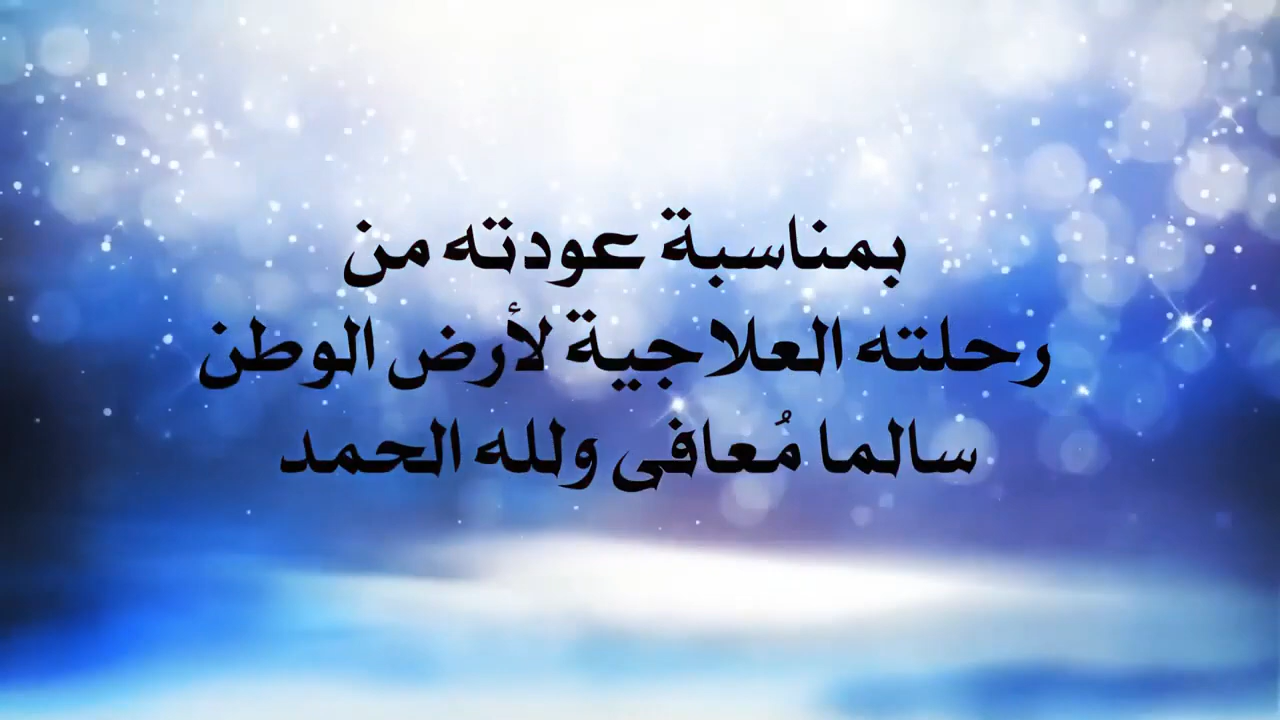 بمناسبة عودته من
رحلته العلاجية لأرض الوطن
سالما مُعافى ولله الحمد